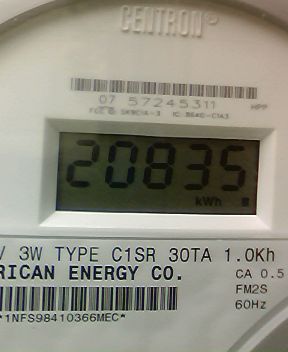 CENTRON®
07 57245311 HPP
20835
kWh
V 3W TYPE C1SR 30TA 1.0Kh
RICAN ENERGY CO. CA 0.5
FM2S
*1NFS98410366MEC* 60Hz